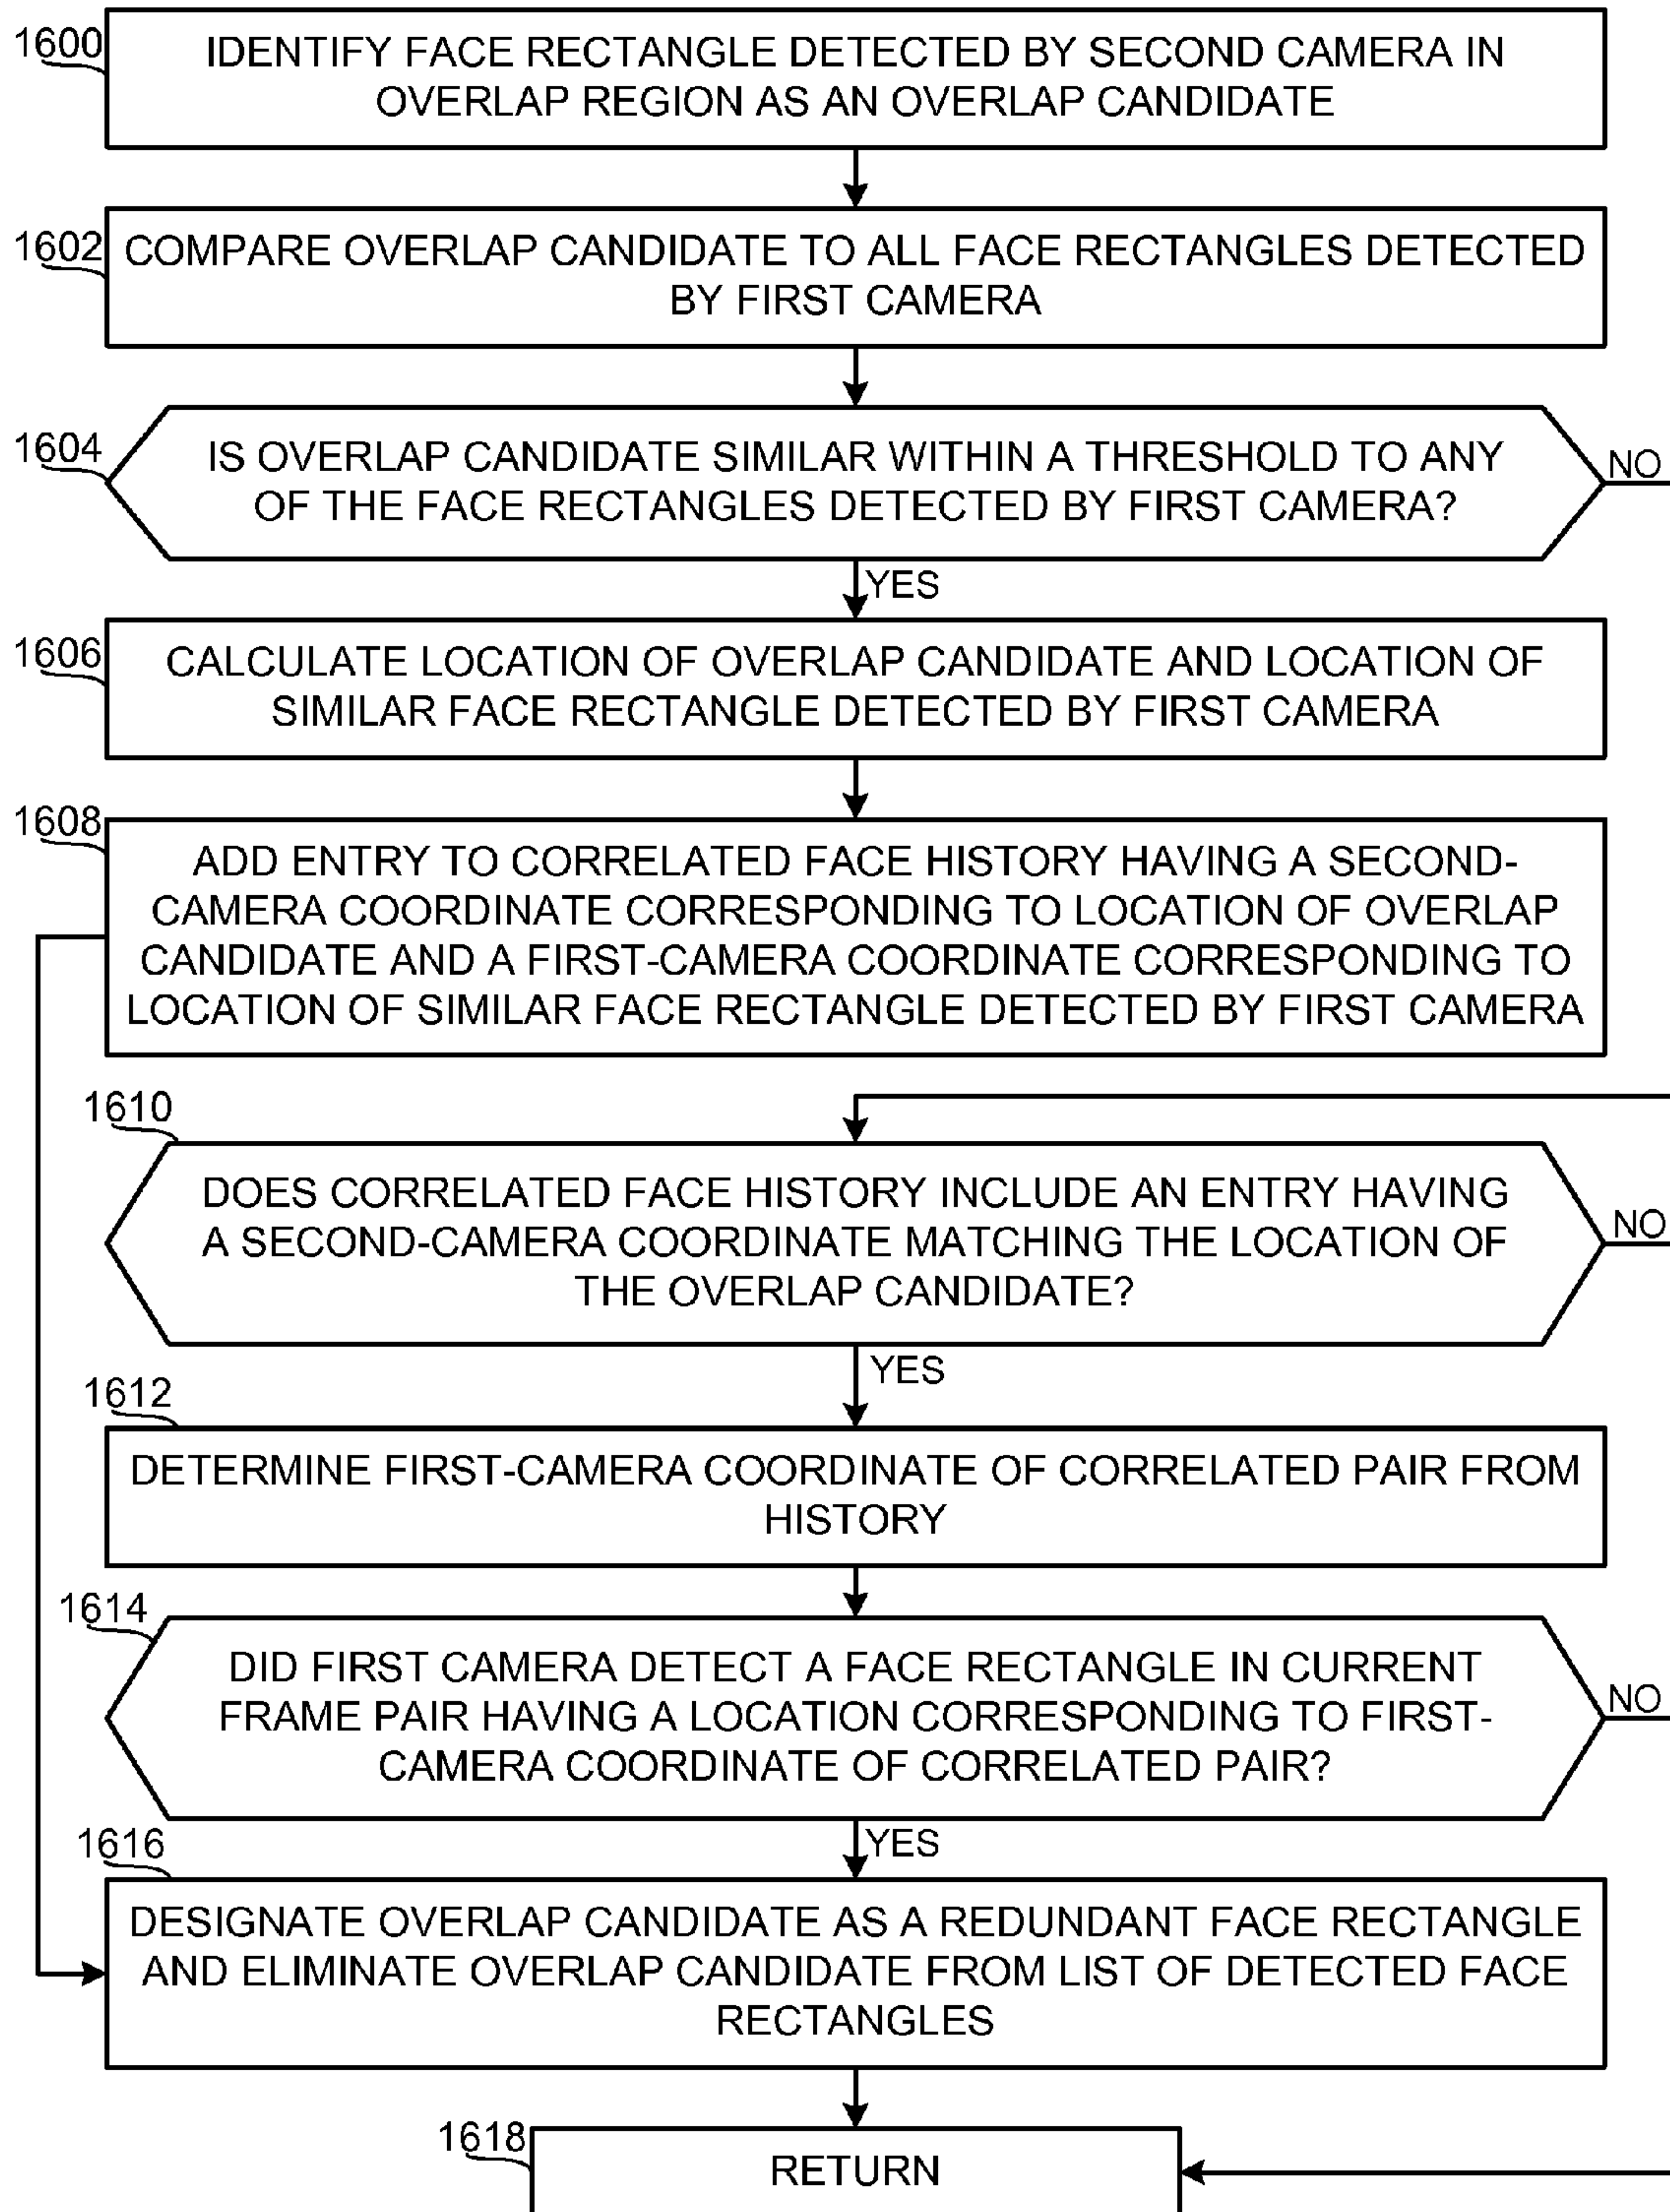 1600
IDENTIFY FACE RECTANGLE DETECTED BY SECOND CAMERA IN
OVERLAP REGION AS AN OVERLAP CANDIDATE
1602
COMPARE OVERLAP CANDIDATE TO ALL FACE RECTANGLES DETECTED
BY FIRST CAMERA
1604
IS OVERLAP CANDIDATE SIMILAR WITHIN A THRESHOLD TO ANY
OF THE FACE RECTANGLES DETECTED BY FIRST CAMERA?
NO
YES
1606
CALCULATE LOCATION OF OVERLAP CANDIDATE AND LOCATION OF
SIMILAR FACE RECTANGLE DETECTED BY FIRST CAMERA
1608
ADD ENTRY TO CORRELATED FACE HISTORY HAVING A SECOND-
CAMERA COORDINATE CORRESPONDING TO LOCATION OF OVERLAP
CANDIDATE AND A FIRST-CAMERA COORDINATE CORRESPONDING TO
LOCATION OF SIMILAR FACE RECTANGLE DETECTED BY FIRST CAMERA
1610
DOES CORRELATED FACE HISTORY INCLUDE AN ENTRY HAVING
A SECOND-CAMERA COORDINATE MATCHING THE LOCATION OF
THE OVERLAP CANDIDATE?
NO
YES
1612
DETERMINE FIRST-CAMERA COORDINATE OF CORRELATED PAIR FROM
HISTORY
1614
DID FIRST CAMERA DETECT A FACE RECTANGLE IN CURRENT
FRAME PAIR HAVING A LOCATION CORRESPONDING TO FIRST-
CAMERA COORDINATE OF CORRELATED PAIR?
NO
YES
1616
DESIGNATE OVERLAP CANDIDATE AS A REDUNDANT FACE RECTANGLE
AND ELIMINATE OVERLAP CANDIDATE FROM LIST OF DETECTED FACE
RECTANGLES
1618
RETURN